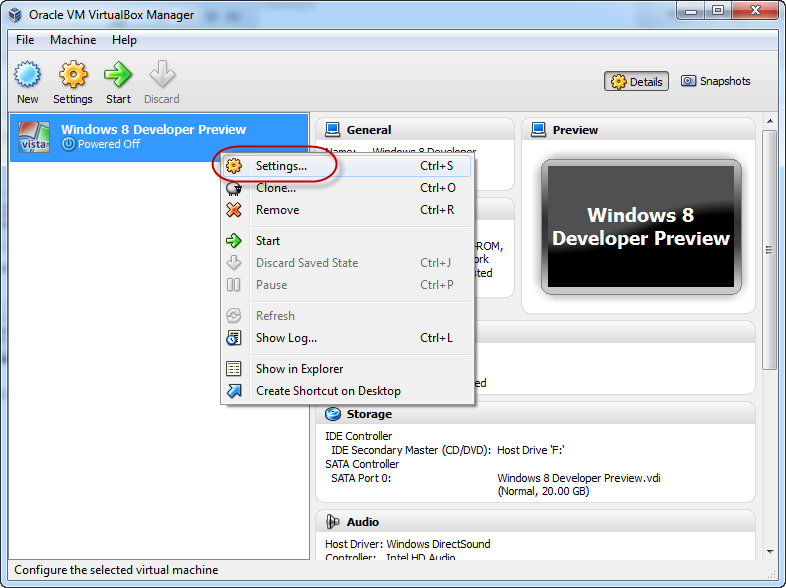 Oracle VM VirtualBox Manager
File Machine Help
New Settings Start Discard
Details Snapshots
vista
Windows 8 Developer Preview
Powered Off
Settings... Ctrl+S
Clone... Ctrl+O
Remove Ctrl+R
Start
Discard Saved State Ctrl+J
Pause Ctrl+P
Refresh
Show Log... Ctrl+L
Show in Explorer
Create Shortcut on Desktop
General
Name: Windows 8 Developer
-ROM,
ork
sted
ed
Preview
Windows 8
Developer Preview
Storage
IDE Controller
IDE Secondary Master (CD/DVD): Host Drive 'F:'
SATA Controller
SATA Port 0: Windows 8 Developer Preview.vdi
(Normal, 20.00 GB)
Audio
Host Driver: Windows DirectSound
Controller: Intel HD Audio
Configure the selected virtual machine